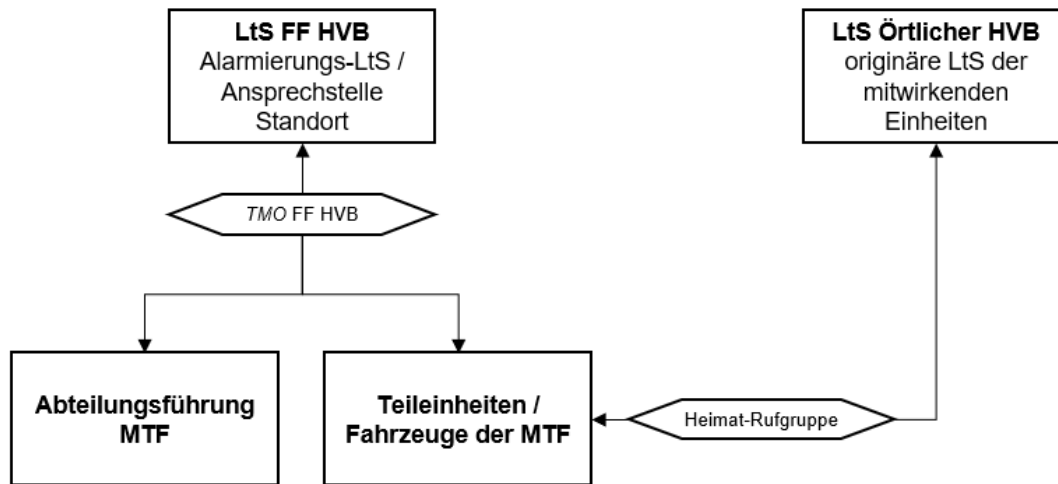 LtS FF HVB
Alarmierungs-LtS /
Ansprechstelle
Standort
LtS Örtlicher HVB
originäre LtS der
mitwirkenden
Einheiten
TMO FF HVB
Abteilungsführung
MTF
Teileinheiten /
Fahrzeuge der MTF
Heimat-Rufgruppe